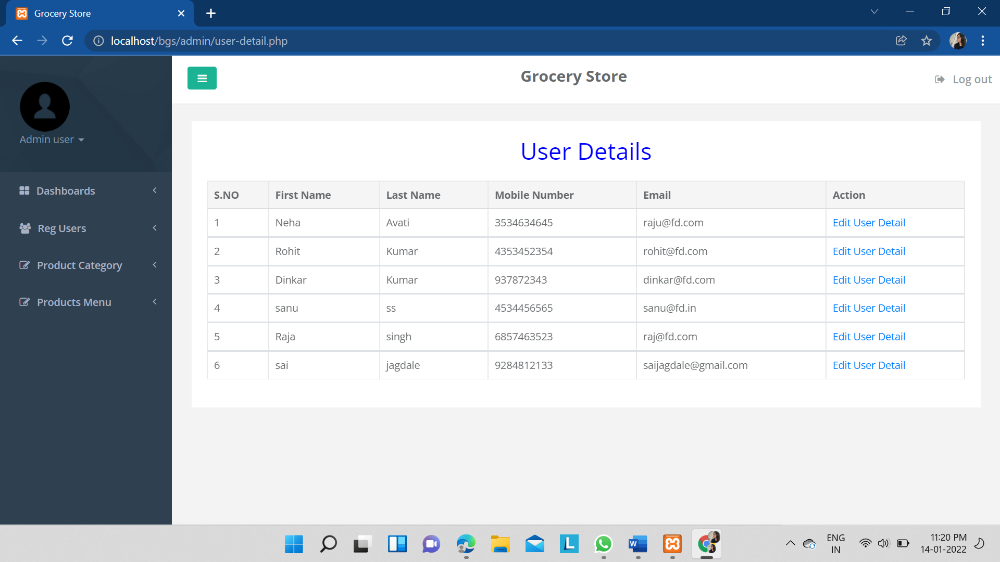 Grocery Store
localhost/bgs/admin/user-detail.php
Grocery Store
Log out
Admin user
Dashboards
Reg Users
Product Category
Products Menu
User Details
S.NO First Name Last Name Mobile Number Email Action
1 Neha Avati 3534634645 raju@fd.com Edit User Detail
2 Rohit Kumar 4353452354 rohit@fd.com Edit User Detail
3 Dinkar Kumar 937872343 dinkar@fd.com Edit User Detail
4 sanu ss 4534456565 sanu@fd.in Edit User Detail
5 Raja singh 6857463523 raj@fd.com Edit User Detail
6 sai jagdale 9284812133 saijagdale@gmail.com Edit User Detail
L
W
ENG
IN
11:20 PM
14-01-2022